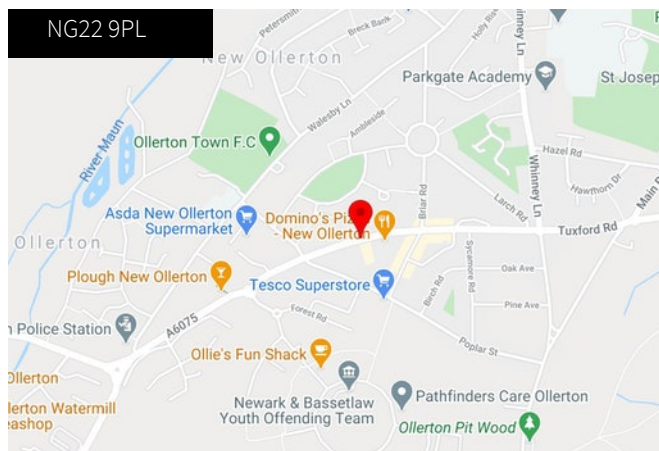 NG22 9PL
Petersmith
Breck Bank
Holly Ris
Whinney Ln
New Ollerton
Parkgate Academy
St Josep
Walesby Ln
Ambleside
Ollerton Town F.C
River Maun
Hazel Rd
Hawthorn Dr
Whinney Ln
Main R
Briar Rd
Larch Rd
Asda New Ollerton
Supermarket
Domino's Piz
- New Ollerton
Tuxford Rd
Ollerton
Plough New Ollerton
Tesco Superstore
Sycamore Rd
Oak Ave
Birch Rd
Pine Ave
n Police Station
A6075
Forest Rd
Poplar St
Ollie's Fun Shack
Ollerton
Newark & Bassetlaw
Youth Offending Team
Pathfinders Care Ollerton
llerton Watermill
eashop
Ollerton Pit Wood